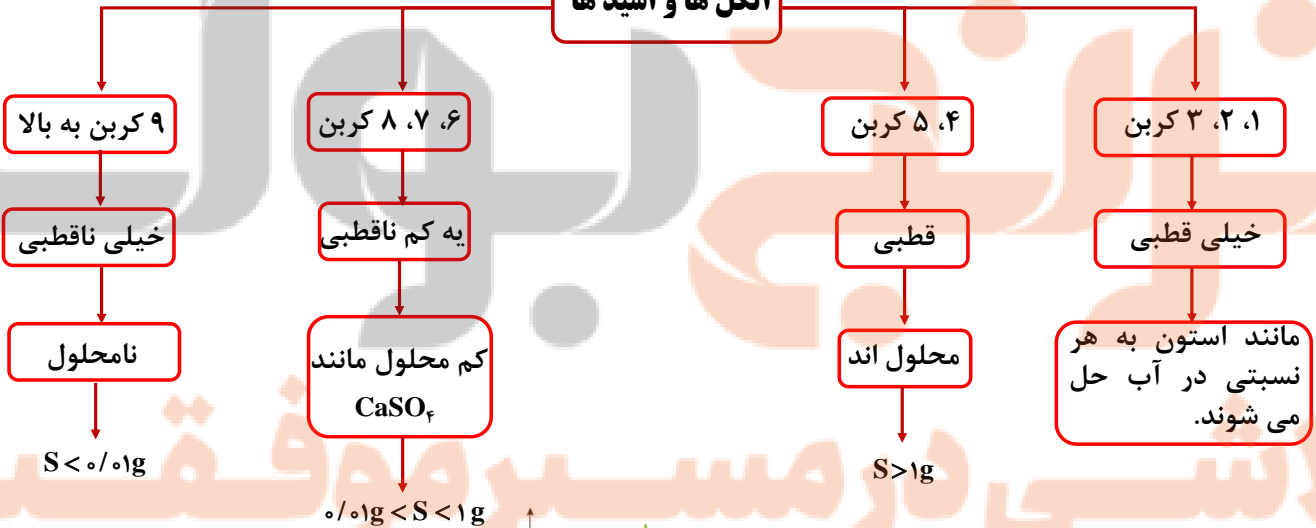 الکل ها و اسید ها
۱، ۲، ۳ کربن
خیلی قطبی
مانند استون به هر
نسبتی در آب حل
می شوند.
۴، ۵ کربن
قطبی
محلول اند
S>۱g
۶، ۷، ۸ کربن
یه کم ناقطبی
کم محلول مانند
CaSO۴
۰/۰۱g < S < ۱ g
۹ کربن به بالا
خیلی ناقطبی
نامحلول
S < ۰/۰۱g